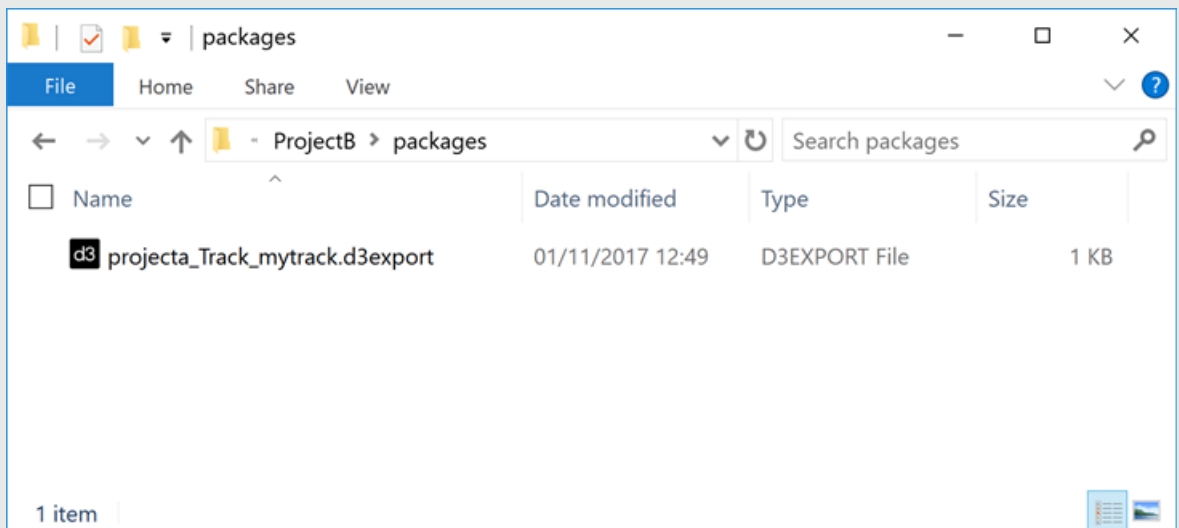 packages
File Home Share View ?
« ProjectB > packages Search packages
Name Date modified Type Size
d3 projecta_Track_mytrack.d3export 01/11/2017 12:49 D3EXPORT File 1 KB
1 item